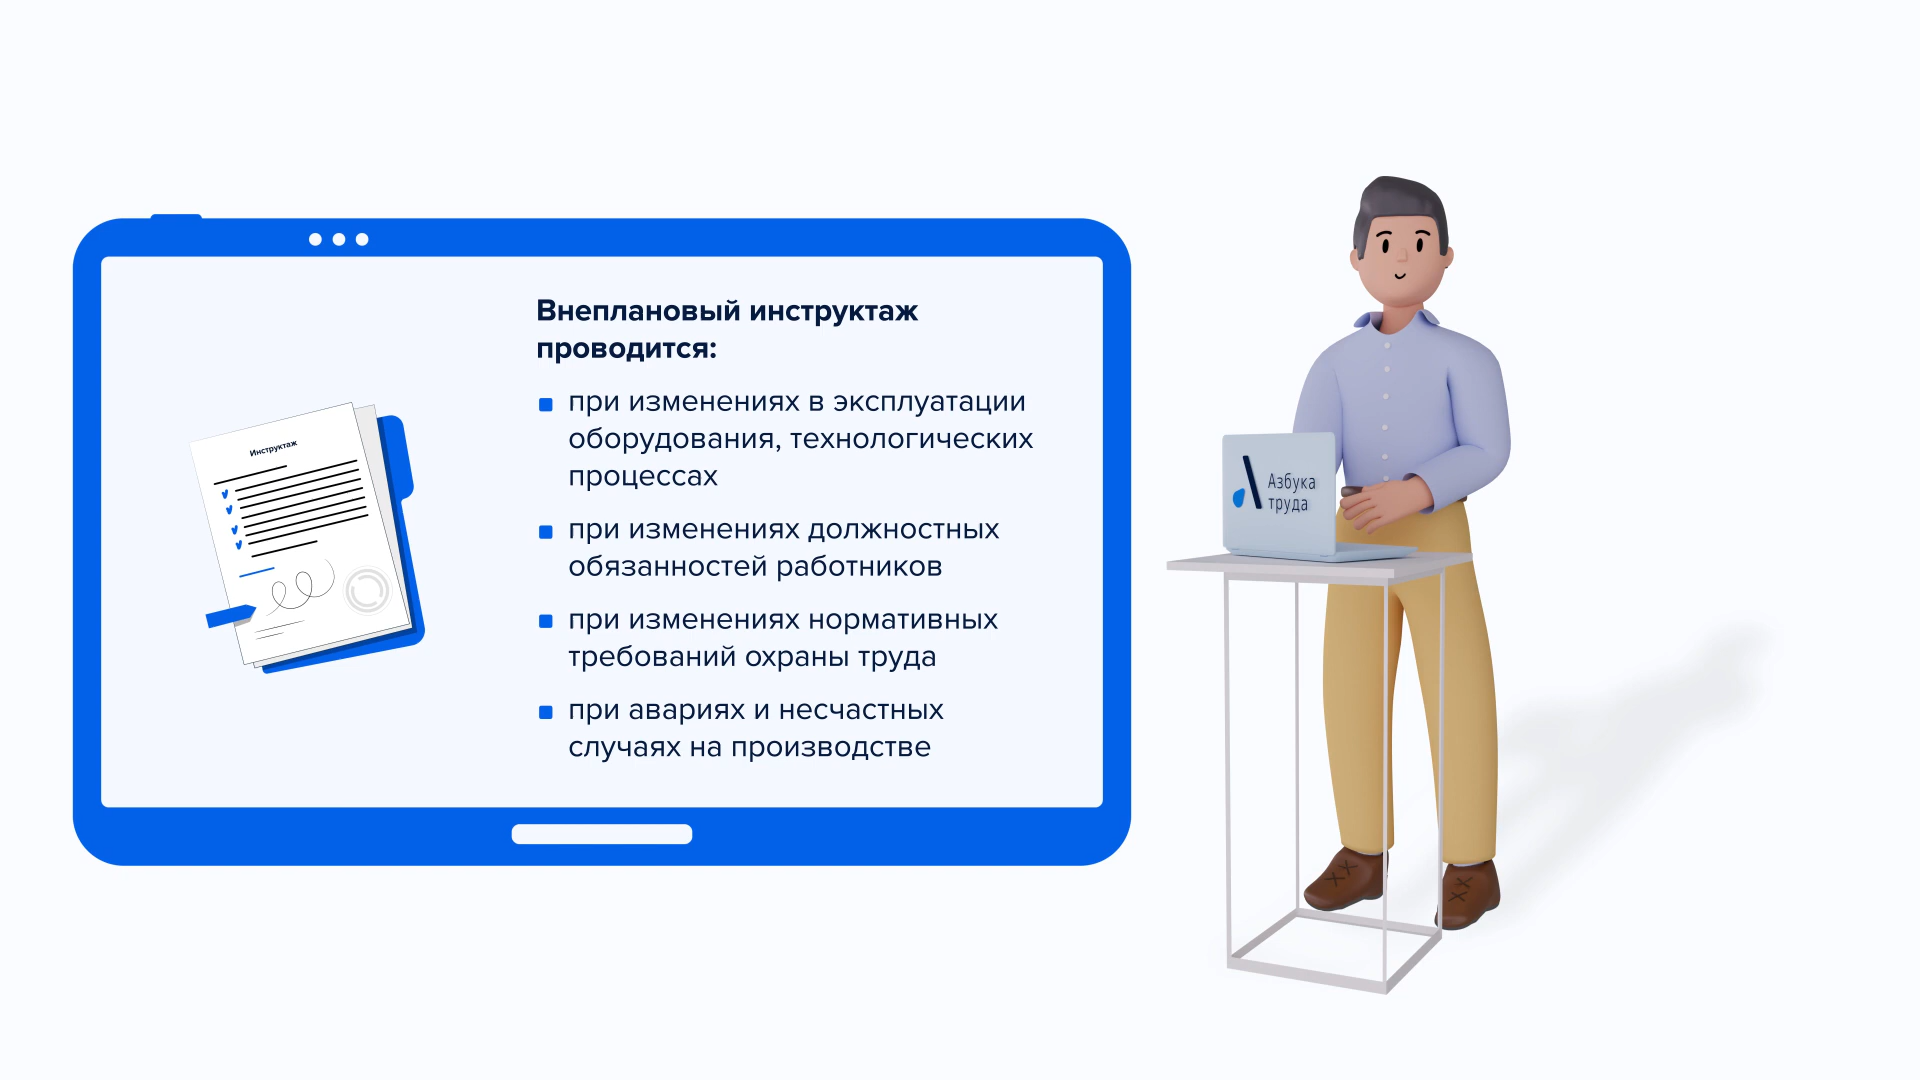 Внеплановый инструктаж
проводится:
при изменениях в эксплуатации
оборудования, технологических
процессах
при изменениях должностных
обязанностей работников
при изменениях нормативных
требований охраны труда
при авариях и несчастных
случаях на производстве
Инструктаж
Азбука
труда